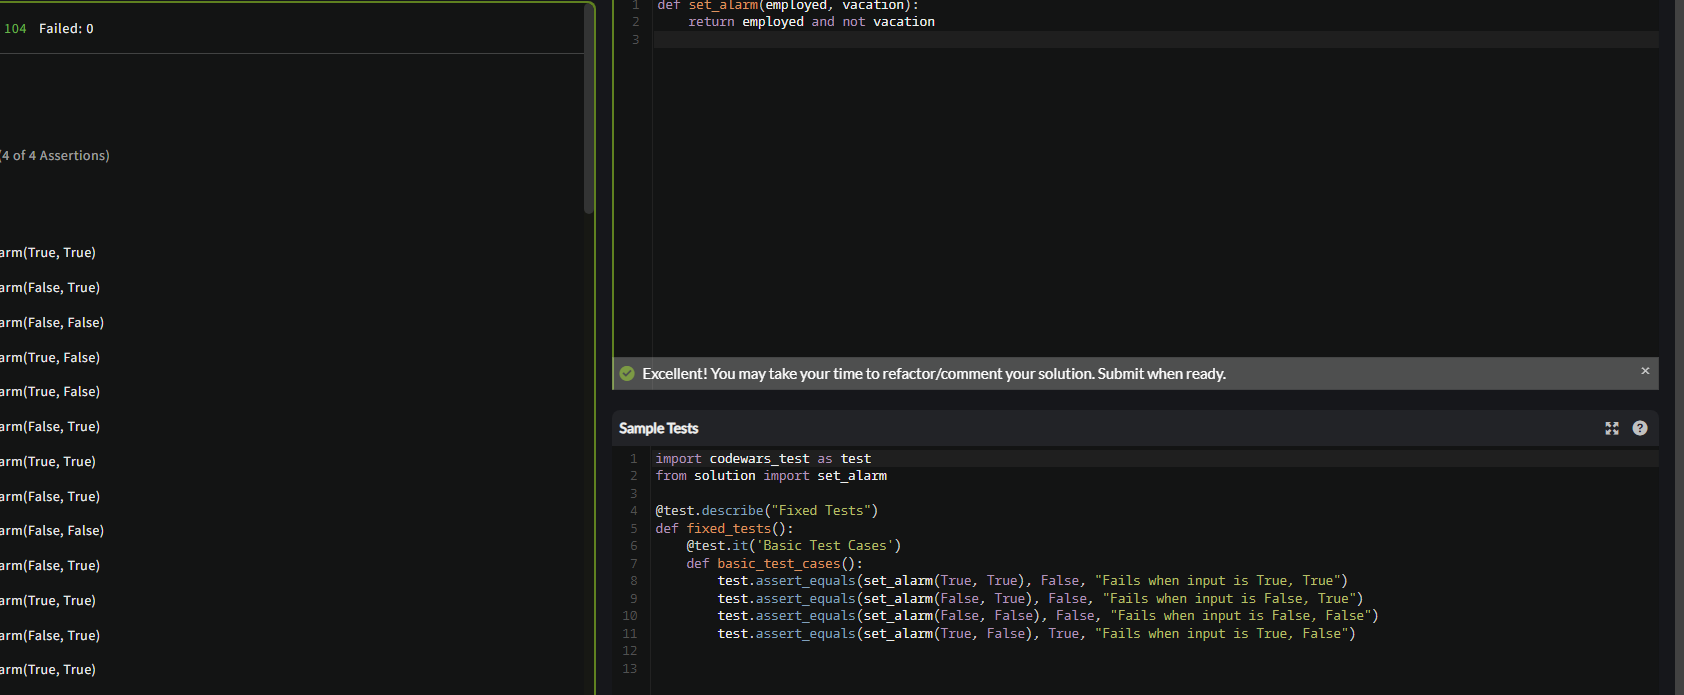 104 Failed: 0
(4 of 4 Assertions)
arm(True, True)
arm(False, True)
arm(False, False)
arm(True, False)
arm(True, False)
arm(False, True)
arm(True, True)
arm(False, True)
arm(False, False)
arm(False, True)
arm(True, True)
arm(False, True)
arm(True, True)
1 def set_alarm(employed, vacation):
2     return employed and not vacation
3
Excellent! You may take your time to refactor/comment your solution. Submit when ready. ×
Sample Tests ?
1 import codewars_test as test
2 from solution import set_alarm
3
4 @test.describe("Fixed Tests")
5 def fixed_tests():
6     @test.it('Basic Test Cases')
7     def basic_test_cases():
8         test.assert_equals(set_alarm(True, True), False, "Fails when input is True, True")
9         test.assert_equals(set_alarm(False, True), False, "Fails when input is False, True")
10         test.assert_equals(set_alarm(False, False), False, "Fails when input is False, False")
11         test.assert_equals(set_alarm(True, False), True, "Fails when input is True, False")
12
13